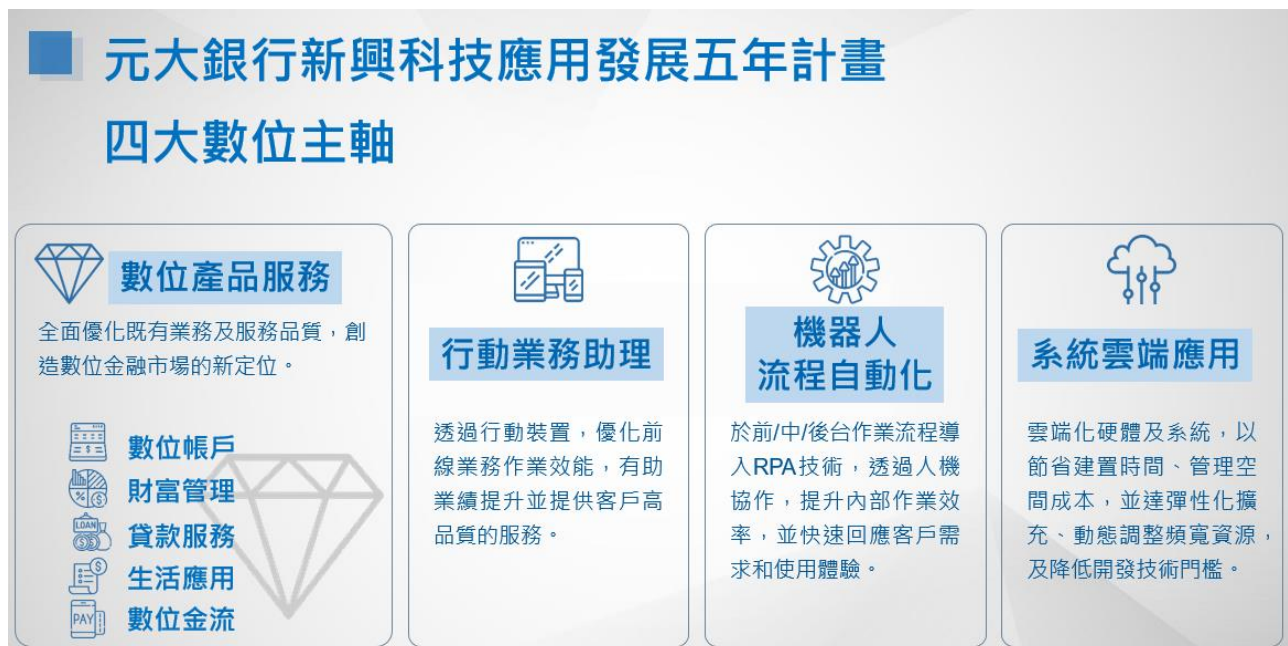 元大銀行新興科技應用發展五年計畫
四大數位主軸
數位產品服務
全面優化既有業務及服務品質，創
造數位金融市場的新定位。
數位帳戶
財富管理
LOAN
貸款服務
生活應用
PAY
數位金流
行動業務助理
透過行動裝置，優化前
線業務作業效能，有助
業績提升並提供客戶高
品質的服務。
機器人
流程自動化
於前/中/後台作業流程導
入RPA技術，透過人機
協作，提升內部作業效
率，並快速回應客戶需
求和使用體驗。
系統雲端應用
雲端化硬體及系統，以
節省建置時間、管理空
間成本，並達彈性化擴
充、動態調整頻寬資源，
及降低開發技術門檻。